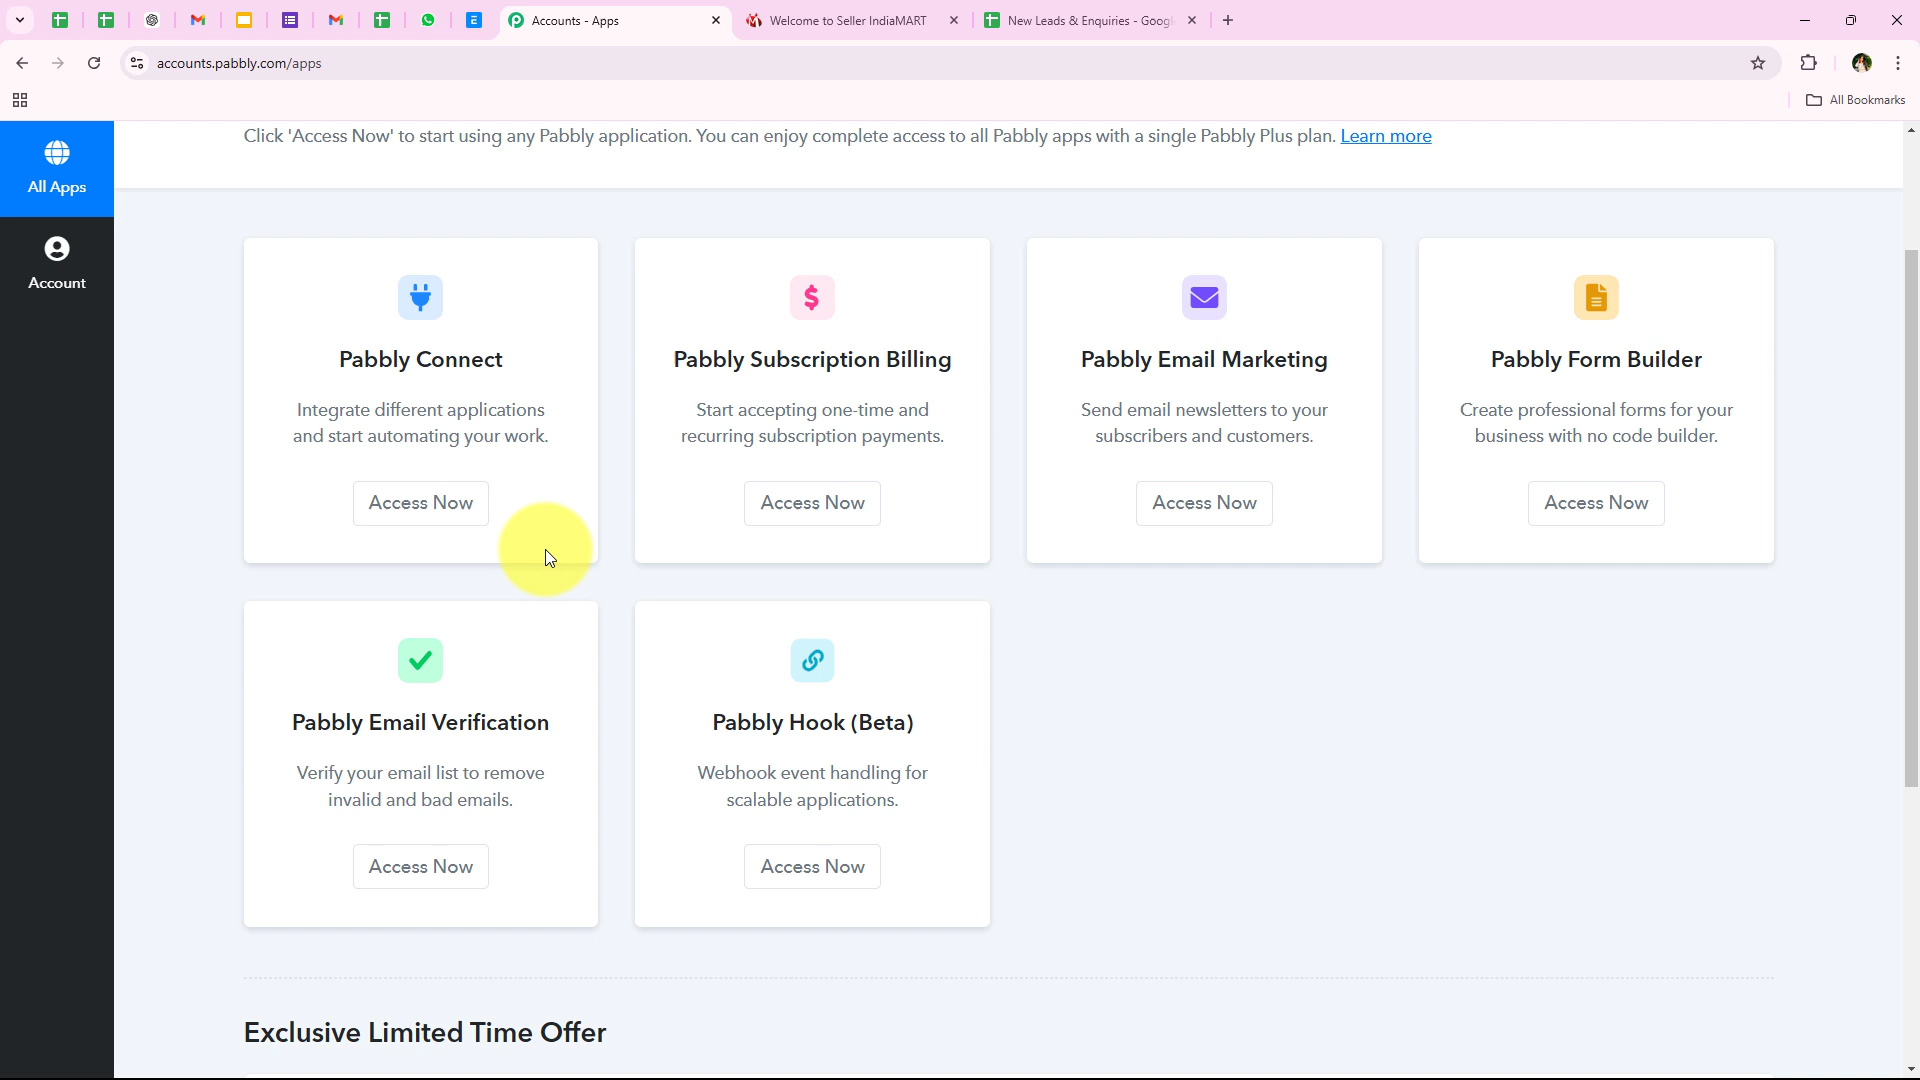 Accounts - Apps
Welcome to Seller IndiaMART
New Leads & Enquiries - Googl
accounts.pabbly.com/apps
All Bookmarks
Click 'Access Now' to start using any Pabbly application. You can enjoy complete access to all Pabbly apps with a single Pabbly Plus plan. Learn more
All Apps
Account
Pabbly Connect
Integrate different applications
and start automating your work.
Access Now
Pabbly Subscription Billing
Start accepting one-time and
recurring subscription payments.
Access Now
Pabbly Email Marketing
Send email newsletters to your
subscribers and customers.
Access Now
Pabbly Form Builder
Create professional forms for your
business with no code builder.
Access Now
Pabbly Email Verification
Verify your email list to remove
invalid and bad emails.
Access Now
Pabbly Hook (Beta)
Webhook event handling for
scalable applications.
Access Now
Exclusive Limited Time Offer